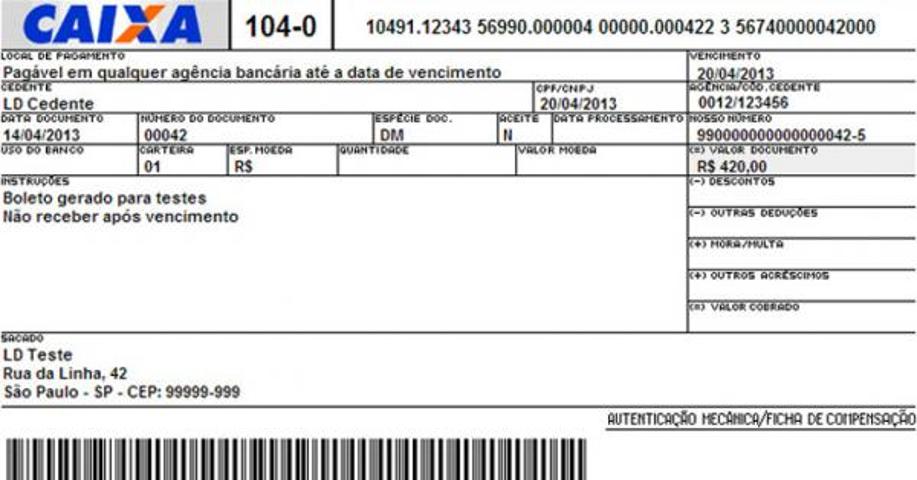 CAIXA 104-0 10491.12343 56990.000004 00000.000422 3 56740000042000
LOCAL DE PAGAMENTO VENCIMENTO
Pagável em qualquer agência bancária até a data de vencimento 20/04/2013
CEDENTE CPF/CNPJ AGÊNCIA/CÓD.CEDENTE
LD Cedente 20/04/2013 0012/123456
DATA DOCUMENTO NÚMERO DO DOCUMENTO ESPÉCIE DOC. ACEITE DATA PROCESSAMENTO NOSSO NÚMERO
14/04/2013 00042 DM N 990000000000000042-5
USO DO BANCO CARTEIRA ESP. MOEDA QUANTIDADE VALOR MOEDA (=) VALOR DOCUMENTO
01 R$ R$ 420,00
INSTRUÇÕES (-) DESCONTOS
Boleto gerado para testes
Não receber após vencimento (-) OUTRAS DEDUÇÕES
(+) MORA/MULTA
(+) OUTROS ACRÉSCIMOS
(=) VALOR COBRADO
SACADO
LD Teste
Rua da Linha, 42
São Paulo - SP - CEP: 99999-999
AUTENTICAÇÃO MECÂNICA/FICHA DE COMPENSAÇÃO